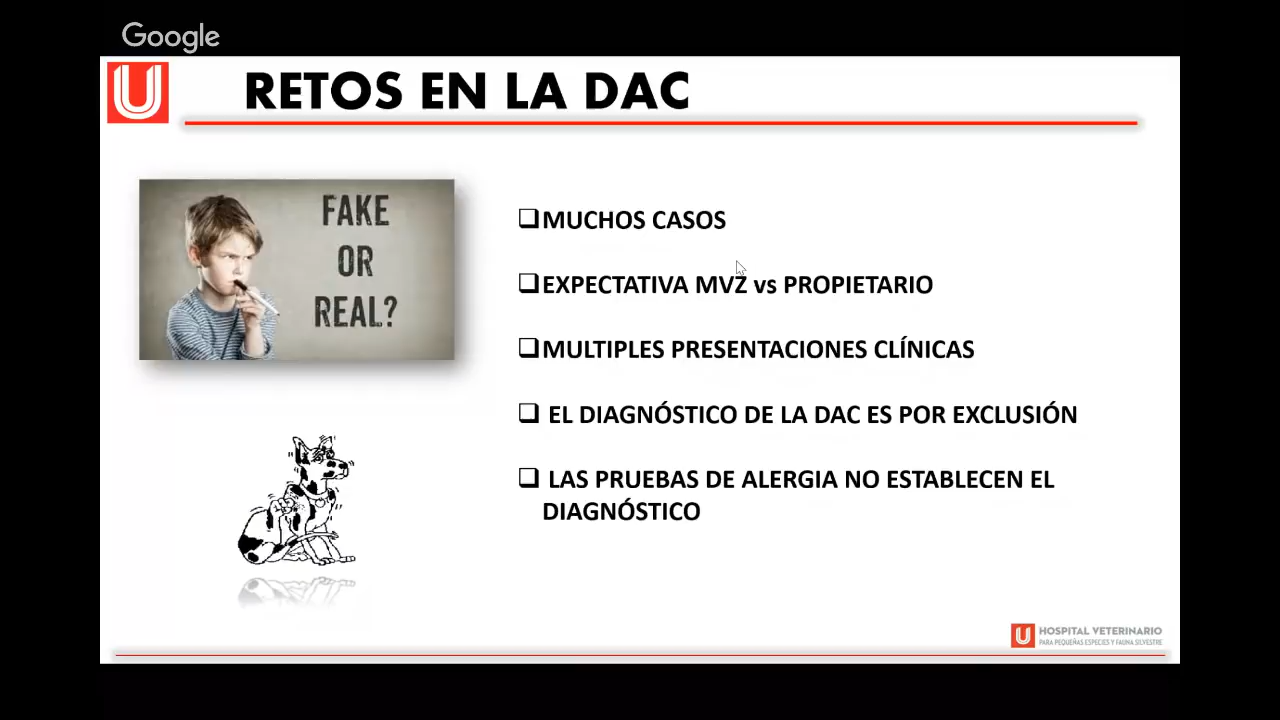 Google
U
RETOS EN LA DAC
FAKE
OR
REAL?
❑MUCHOS CASOS
❑EXPECTATIVA MVZ vs PROPIETARIO
❑MULTIPLES PRESENTACIONES CLÍNICAS
❑ EL DIAGNÓSTICO DE LA DAC ES POR EXCLUSIÓN
❑ LAS PRUEBAS DE ALERGIA NO ESTABLECEN EL
DIAGNÓSTICO
U HOSPITAL VETERINARIO
PARA PEQUEÑAS ESPECIES Y FAUNA SILVESTRE